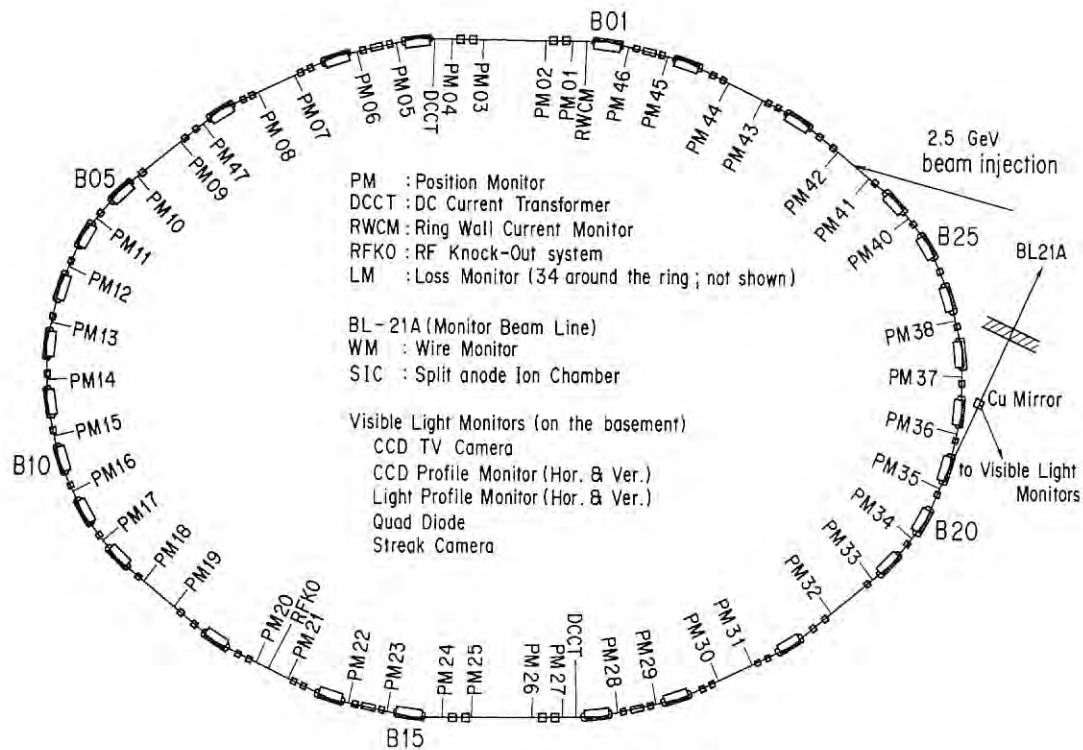 B01
PM06
PM05
DCCT
PM04
PM03
PM02
PM01
RWCM
PM46
PM45
PM44
PM43
PM07
PM08
PM47
PM09
B05
PM10
PM11
PM12
PM13
PM14
PM15
B10
PM16
PM17
PM18
PM19
PM20
RFKO
PM21
PM22
PM23
B15
PM24
PM25
PM26
PM27
DCCT
PM28
PM29
PM30
PM31
PM32
PM33
PM34
B20
PM35
PM36
PM37
PM38
B25
PM40
PM41
PM42
2.5 GeV
beam injection
BL21A
Cu Mirror
to Visible Light
Monitors
PM : Position Monitor
DCCT : DC Current Transformer
RWCM : Ring Wall Current Monitor
RFKO : RF Knock-Out system
LM : Loss Monitor (34 around the ring ; not shown)
BL-21A (Monitor Beam Line)
WM : Wire Monitor
SIC : Split anode Ion Chamber
Visible Light Monitors (on the basement)
CCD TV Camera
CCD Profile Monitor (Hor. & Ver.)
Light Profile Monitor (Hor. & Ver.)
Quad Diode
Streak Camera